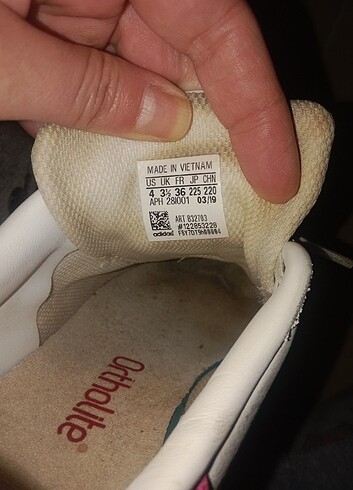 MADE IN VIETNAM
US UK FR JP CHN
4 3½ 36 225 220
APH 28I001 03/19
ART B32703
#122853228
adidas
Ortholite